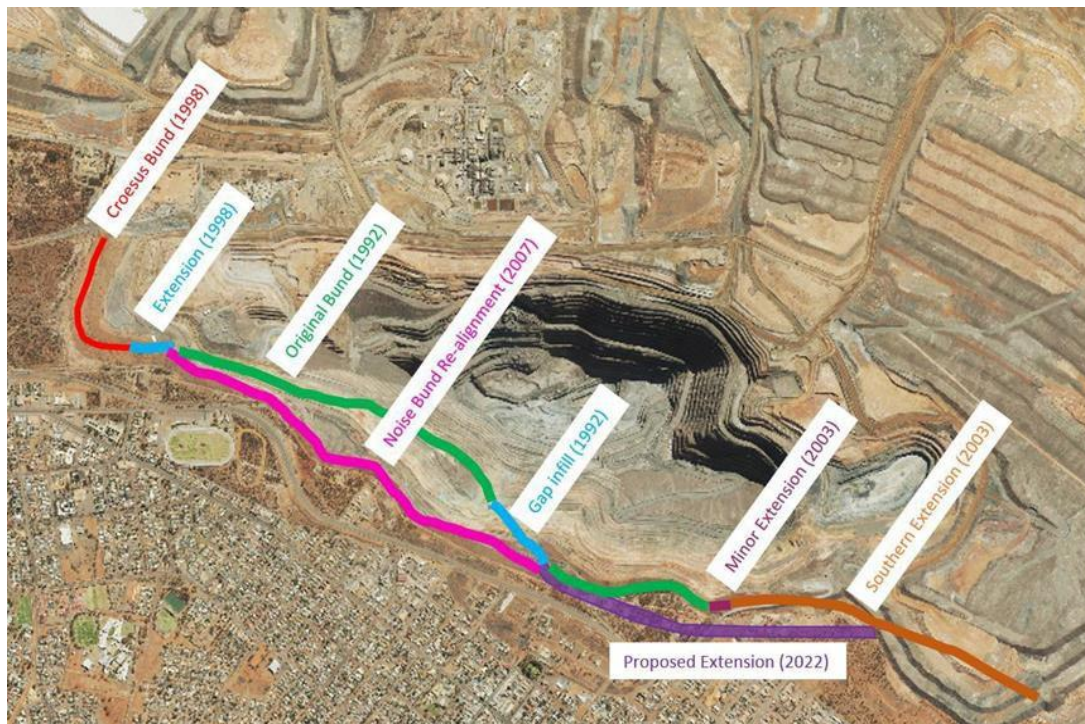 Croesus Bund (1998)
Extension (1998)
Original Bund (1992)
Noise Bund Re-alignment (2007)
Gap infill (1992)
Minor Extension (2003)
Southern Extension (2003)
Proposed Extension (2022)